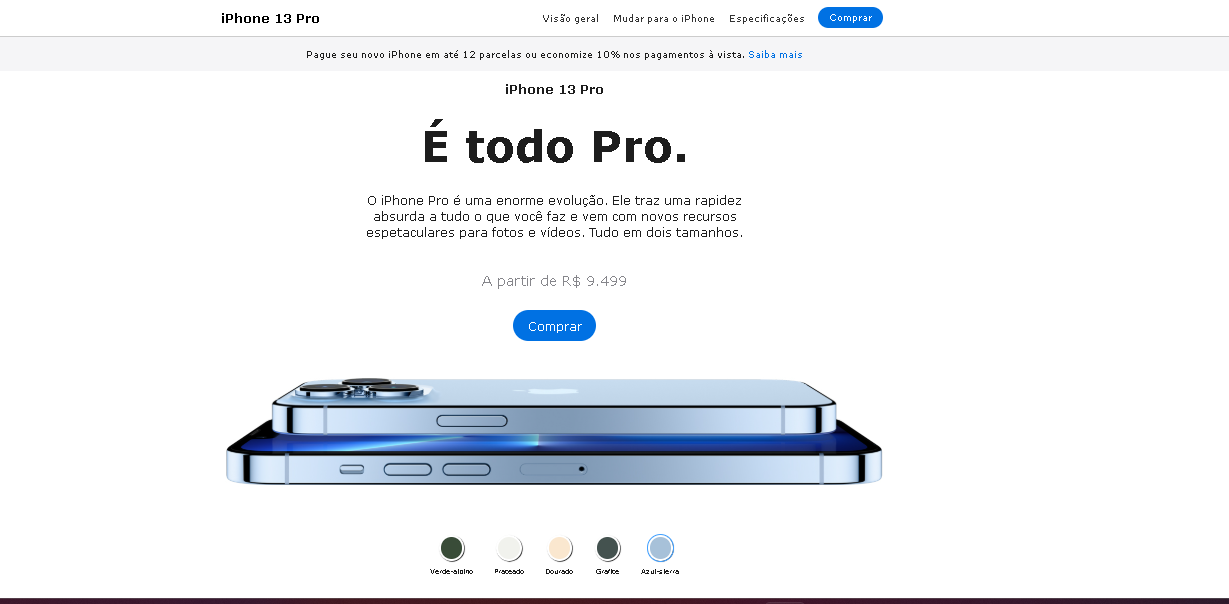 iPhone 13 Pro
Visão geral Mudar para o iPhone Especificações Comprar
Pague seu novo iPhone em até 12 parcelas ou economize 10% nos pagamentos à vista. Saiba mais
iPhone 13 Pro
É todo Pro.
O iPhone Pro é uma enorme evolução. Ele traz uma rapidez
absurda a tudo o que você faz e vem com novos recursos
espetaculares para fotos e vídeos. Tudo em dois tamanhos.
A partir de R$ 9.499
Comprar
Verde-alpino Prateado Dourado Grafite Azul-sierra